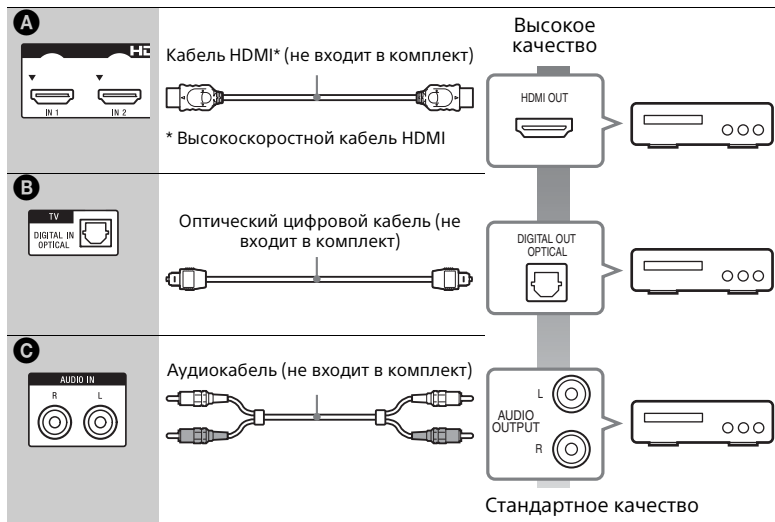 A
HD
IN 1
IN 2
Кабель HDMI* (не входит в комплект)
* Высокоскоростной кабель HDMI
Высокое
качество
HDMI OUT
B
TV
DIGITAL IN
OPTICAL
Оптический цифровой кабель (не
входит в комплект)
DIGITAL OUT
OPTICAL
C
AUDIO IN
R
L
Аудиокабель (не входит в комплект)
L
AUDIO
OUTPUT
R
Стандартное качество